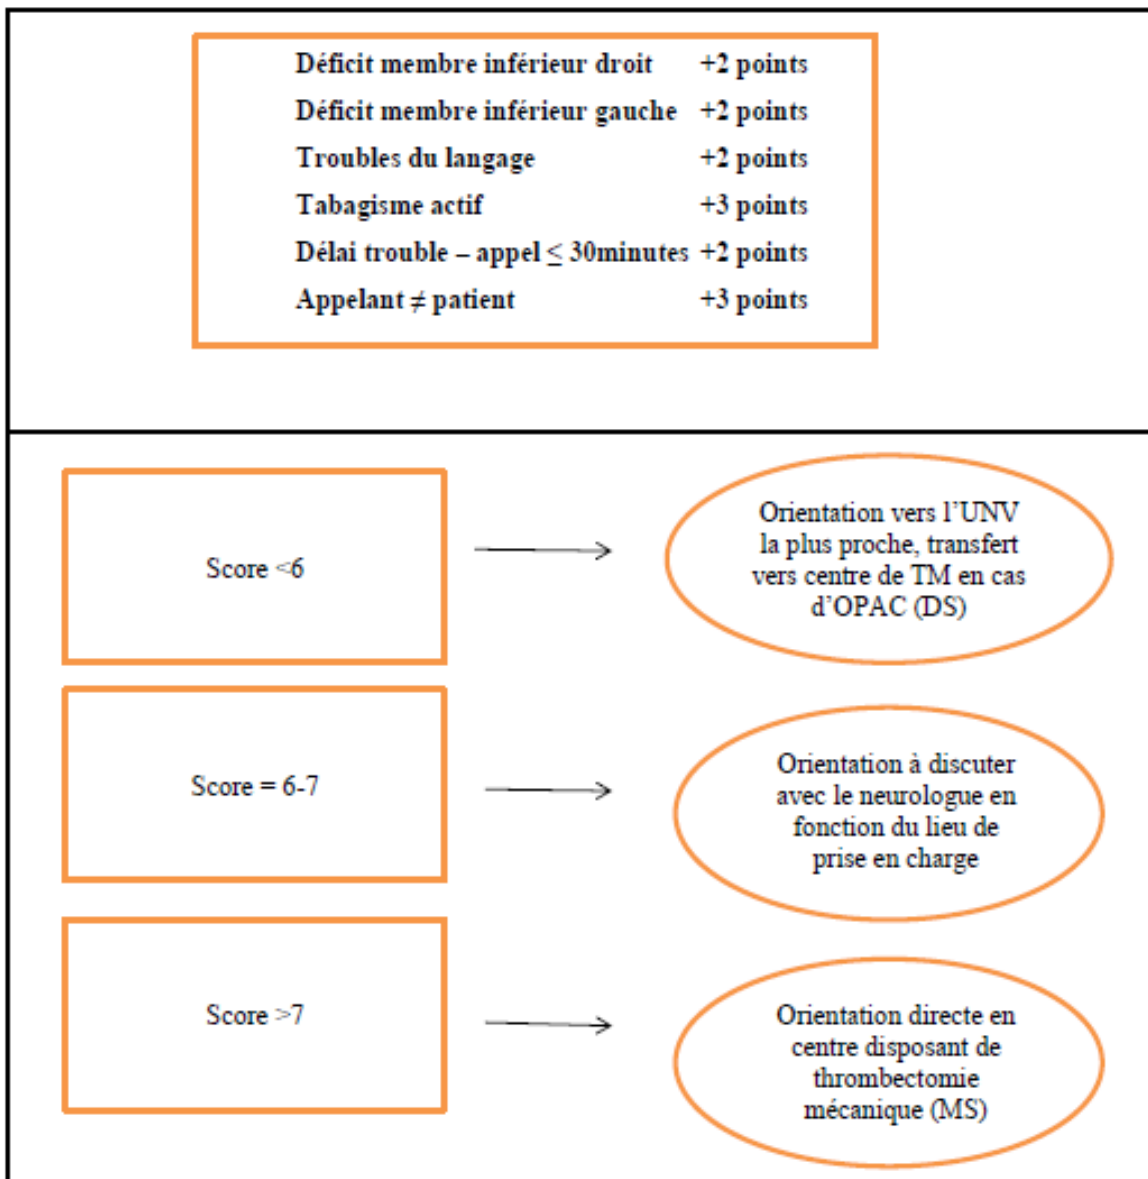 Déficit membre inférieur droit +2 points
Déficit membre inférieur gauche +2 points
Troubles du langage +2 points
Tabagisme actif +3 points
Délai trouble – appel ≤ 30minutes +2 points
Appelant ≠ patient +3 points
Score <6
Orientation vers l’UNV
la plus proche, transfert
vers centre de TM en cas
d’OPAC (DS)
Score = 6-7
Orientation à discuter
avec le neurologue en
fonction du lieu de
prise en charge
Score >7
Orientation directe en
centre disposant de
thrombectomie
mécanique (MS)